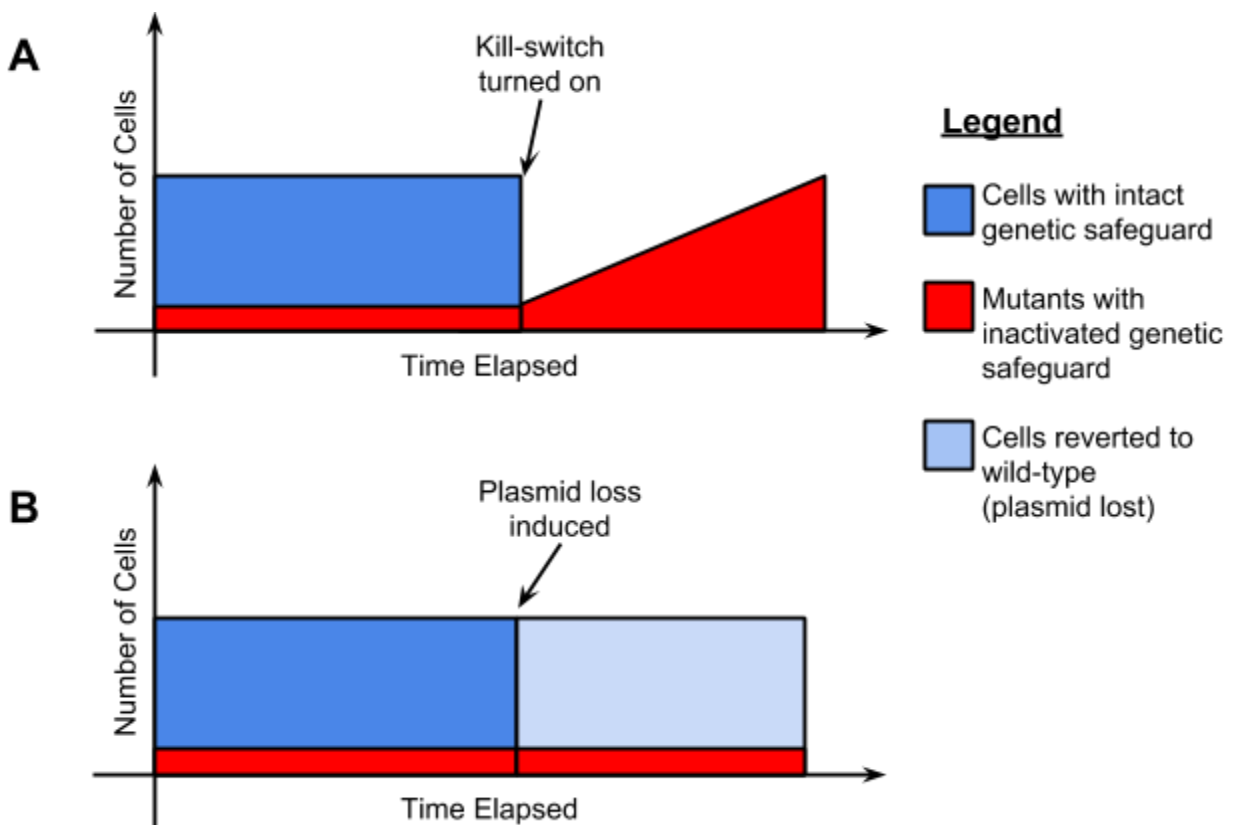 A
Kill-switch
turned on
Number of Cells
Time Elapsed
Legend
Cells with intact
genetic safeguard
Mutants with
inactivated genetic
safeguard
Cells reverted to
wild-type
(plasmid lost)
B
Plasmid loss
induced
Number of Cells
Time Elapsed